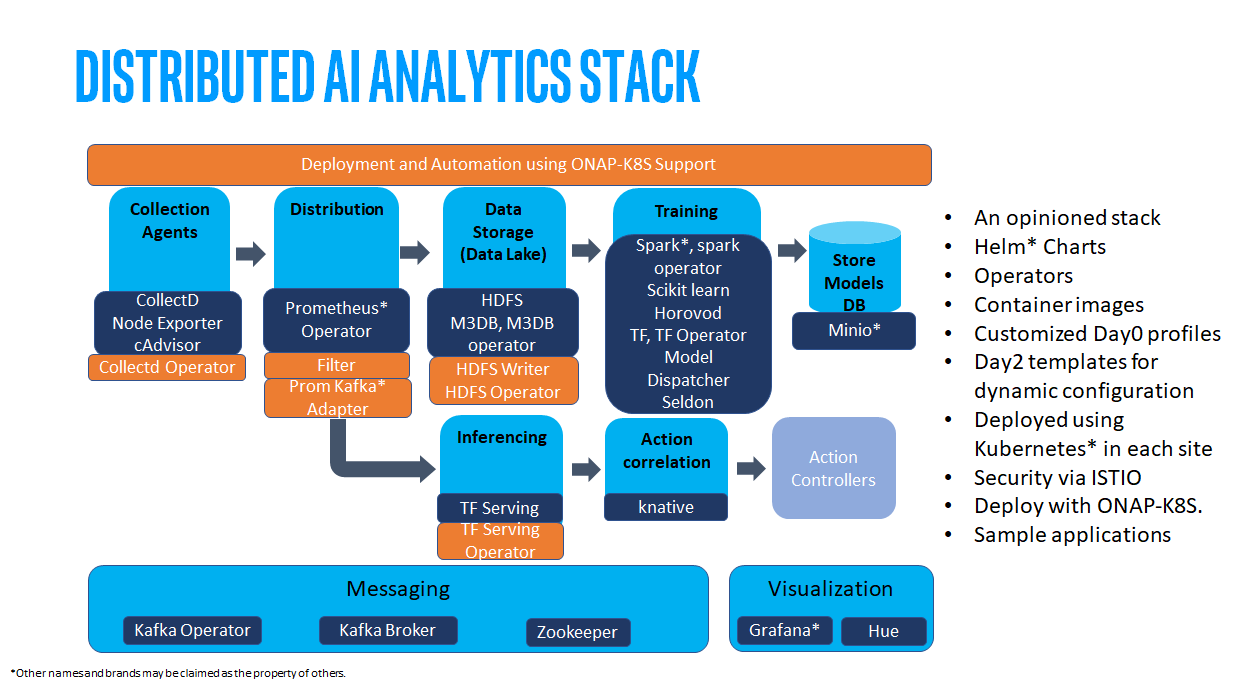 DISTRIBUTED AI ANALYTICS STACK
Deployment and Automation using ONAP-K8S Support
Collection
Agents
CollectD
Node Exporter
cAdvisor
Collectd Operator
Distribution
Prometheus*
Operator
Filter
Prom Kafka*
Adapter
Data
Storage
(Data Lake)
HDFS
M3DB, M3DB
operator
HDFS Writer
HDFS Operator
Training
Spark*, spark
operator
Scikit learn
Horovod
TF, TF Operator
Model
Dispatcher
Seldon
Store
Models
DB
Minio*
Inferencing
TF Serving
TF Serving
Operator
Action
correlation
knative
Action
Controllers
Messaging
Kafka Operator
Kafka Broker
Zookeeper
Visualization
Grafana*
Hue
• An opinioned stack
• Helm* Charts
• Operators
• Container images
• Customized Day0 profiles
• Day2 templates for
dynamic configuration
• Deployed using
Kubernetes* in each site
• Security via ISTIO
• Deploy with ONAP-K8S.
• Sample applications
*Other names and brands may be claimed as the property of others.